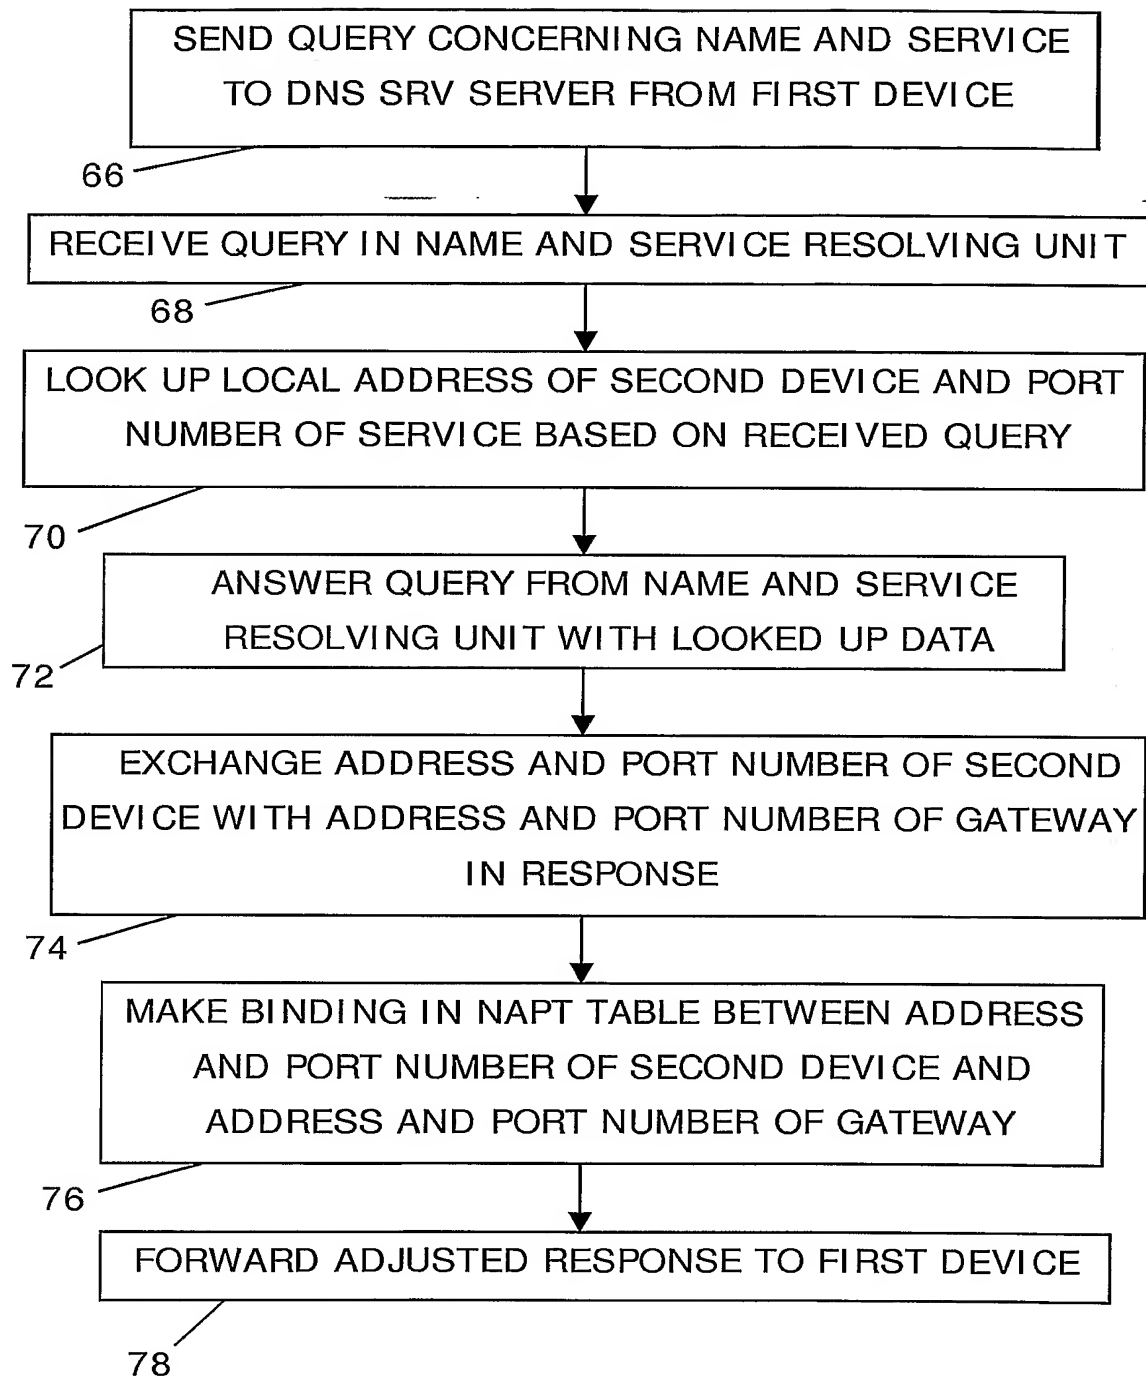 SEND QUERY CONCERNING NAME AND SERVICE
TO DNS SRV SERVER FROM FIRST DEVICE
66
RECEIVE QUERY IN NAME AND SERVICE RESOLVING UNIT
68
LOOK UP LOCAL ADDRESS OF SECOND DEVICE AND PORT
NUMBER OF SERVICE BASED ON RECEIVED QUERY
70
ANSWER QUERY FROM NAME AND SERVICE
RESOLVING UNIT WITH LOOKED UP DATA
72
EXCHANGE ADDRESS AND PORT NUMBER OF SECOND
DEVICE WITH ADDRESS AND PORT NUMBER OF GATEWAY
IN RESPONSE
74
MAKE BINDING IN NAPT TABLE BETWEEN ADDRESS
AND PORT NUMBER OF SECOND DEVICE AND
ADDRESS AND PORT NUMBER OF GATEWAY
76
FORWARD ADJUSTED RESPONSE TO FIRST DEVICE
78